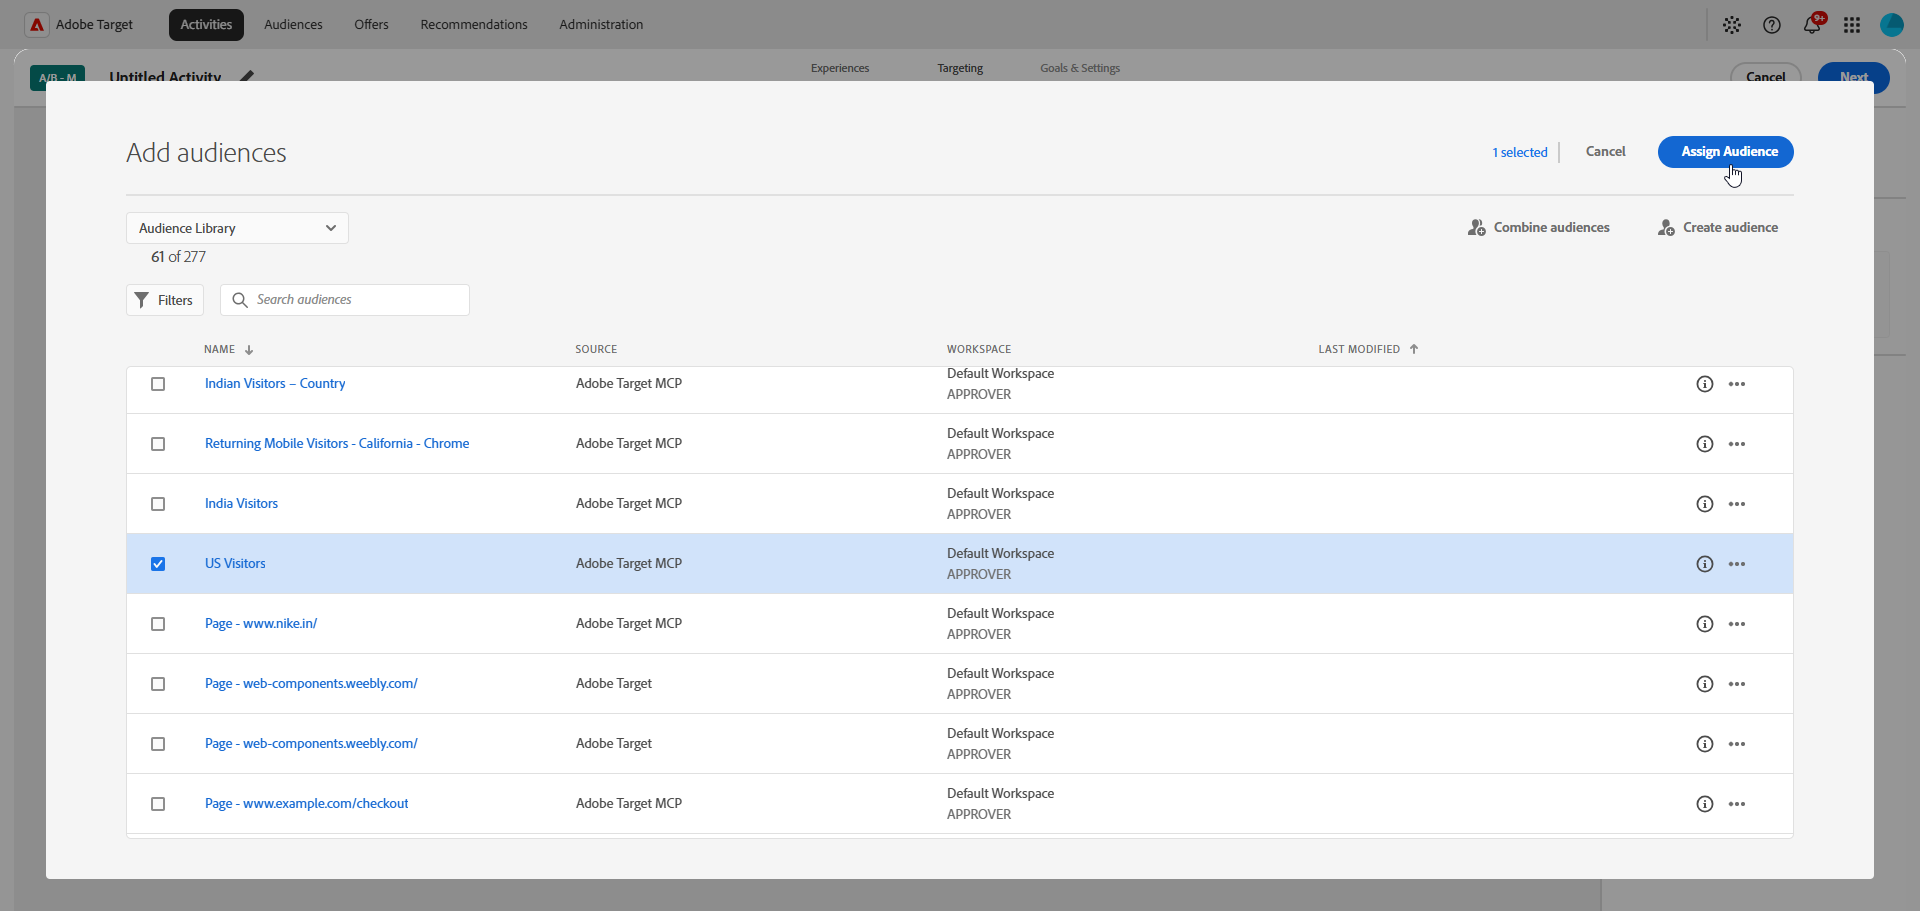 Adobe Target
Activities
Audiences
Offers
Recommendations
Administration
9+
A/B - M
Untitled Activity
Experiences
Targeting
Goals & Settings
Cancel
Next
Add audiences
1 selected
Cancel
Assign Audience
Audience Library
61 of 277
Combine audiences
Create audience
Filters
Search audiences
NAME SOURCE WORKSPACE LAST MODIFIED
Indian Visitors – Country Adobe Target MCP Default Workspace
APPROVER
Returning Mobile Visitors - California - Chrome Adobe Target MCP Default Workspace
APPROVER
India Visitors Adobe Target MCP Default Workspace
APPROVER
US Visitors Adobe Target MCP Default Workspace
APPROVER
Page - www.nike.in/ Adobe Target MCP Default Workspace
APPROVER
Page - web-components.weebly.com/ Adobe Target Default Workspace
APPROVER
Page - web-components.weebly.com/ Adobe Target Default Workspace
APPROVER
Page - www.example.com/checkout Adobe Target MCP Default Workspace
APPROVER